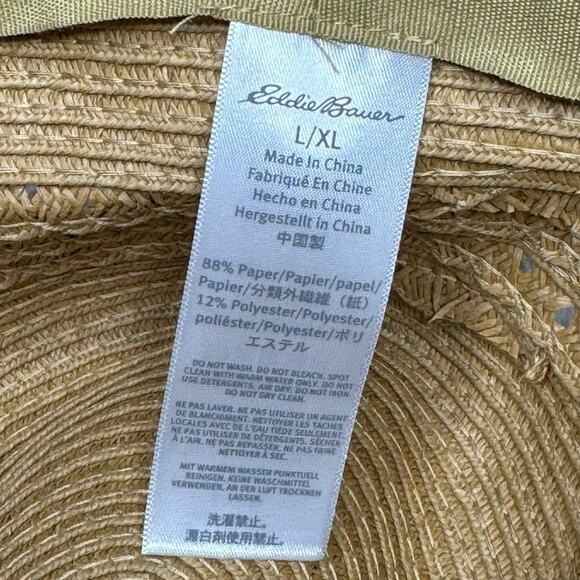 Eddie Bauer
L/XL
Made In China
Fabriqué En Chine
Hecho en China
Hergestellt in China
中国製
88% Paper/Papier/papel/
Papier/分類外繊維（紙）
12% Polyester/Polyester/
poliéster/Polyester/ポリ
エステル
DO NOT WASH. DO NOT BLEACH. SPOT
CLEAN WITH WARM WATER ONLY. DO NOT
USE DETERGENTS. AIR DRY. DO NOT IRON.
DO NOT DRY CLEAN.
NE PAS LAVER. NE PAS UTILISER UN AGENT
DE BLANCHIMENT. NETTOYER LES TACHES
LOCALES AVEC DE L'EAU TIÈDE SEULEMENT.
NE PAS UTILISER DE DÉTERGENTS. SÉCHER
À L'AIR. NE PAS REPASSER. NE PAS FAIRE
NETTOYER À SEC.
MIT WARMEM WASSER PUNKTUELL
REINIGEN. KEINE WASCHMITTEL
VERWENDEN. AN DER LUFT TROCKNEN
LASSEN.
洗濯禁止。
漂白剤使用禁止。